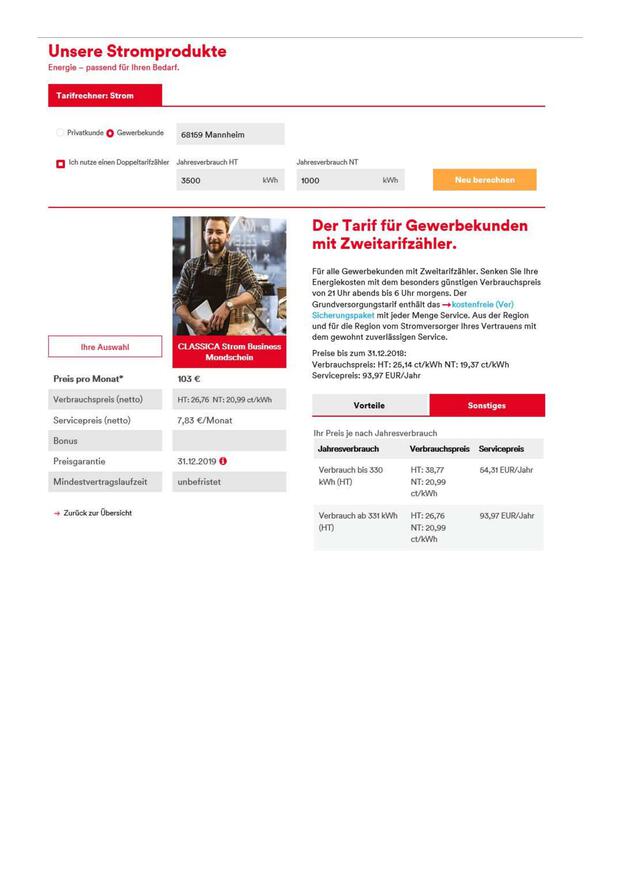 Unsere Stromprodukte
Energie – passend für Ihren Bedarf.
Tarifrechner: Strom
Privatkunde Gewerbekunde 68159 Mannheim
Ich nutze einen Doppeltarifzähler Jahresverbrauch HT Jahresverbrauch NT
3500 kWh 1000 kWh Neu berechnen
Ihre Auswahl
CLASSICA Strom Business
Mondschein
Preis pro Monat* 103 €
Verbrauchspreis (netto) HT: 26,76 NT: 20,99 ct/kWh
Servicepreis (netto) 7,83 €/Monat
Bonus
Preisgarantie 31.12.2019
Mindestvertragslaufzeit unbefristet
→ Zurück zur Übersicht
Der Tarif für Gewerbekunden
mit Zweitarifzähler.
Für alle Gewerbekunden mit Zweitarifzähler. Senken Sie Ihre
Energiekosten mit dem besonders günstigen Verbrauchspreis
von 21 Uhr abends bis 6 Uhr morgens. Der
Grundversorgungstarif enthält das →kostenfreie (Ver)
Sicherungspaket mit jeder Menge Service. Aus der Region
und für die Region vom Stromversorger Ihres Vertrauens mit
dem gewohnt zuverlässigen Service.
Preise bis zum 31.12.2018:
Verbrauchspreis: HT: 25,14 ct/kWh NT: 19,37 ct/kWh
Servicepreis: 93,97 EUR/Jahr
Vorteile Sonstiges
Ihr Preis je nach Jahresverbrauch
Jahresverbrauch Verbrauchspreis Servicepreis
Verbrauch bis 330 HT: 38,77 54,31 EUR/Jahr
kWh (HT) NT: 20,99
ct/kWh
Verbrauch ab 331 kWh HT: 26,76 93,97 EUR/Jahr
(HT) NT: 20,99
ct/kWh